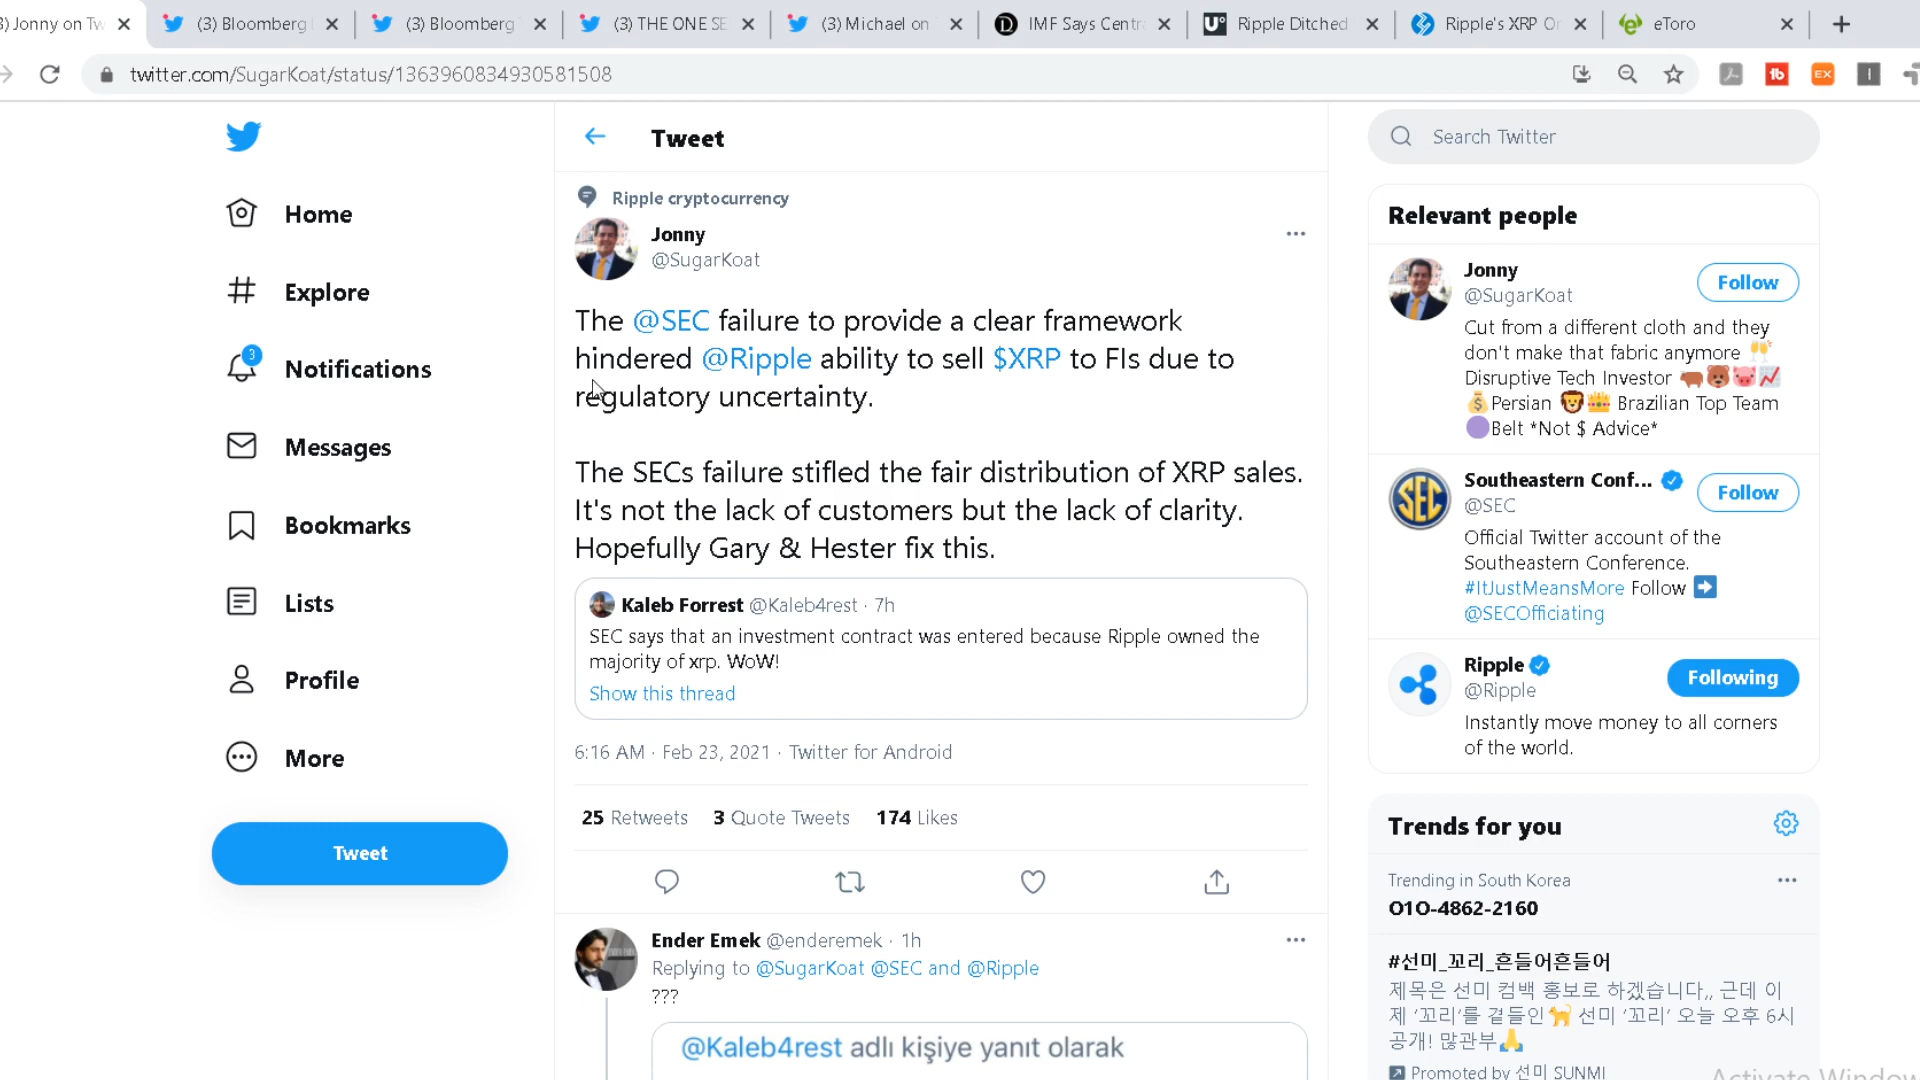 3) Jonny on Tw
(3) Bloomberg
(3) Bloomberg
(3) THE ONE SE
(3) Michael on
IMF Says Centr
Ripple Ditched
Ripple's XRP Or
eToro
twitter.com/SugarKoat/status/1363960834930581508
Home
Explore
3
Notifications
Messages
Bookmarks
Lists
Profile
More
Tweet
Tweet
Ripple cryptocurrency
Jonny
@SugarKoat
The @SEC failure to provide a clear framework
hindered @Ripple ability to sell $XRP to FIs due to
regulatory uncertainty.
The SECs failure stifled the fair distribution of XRP sales.
It's not the lack of customers but the lack of clarity.
Hopefully Gary & Hester fix this.
Kaleb Forrest @Kaleb4rest · 7h
SEC says that an investment contract was entered because Ripple owned the
majority of xrp. WoW!
Show this thread
6:16 AM · Feb 23, 2021 · Twitter for Android
25 Retweets 3 Quote Tweets 174 Likes
Ender Emek @enderemek · 1h
Replying to @SugarKoat @SEC and @Ripple
???
@Kaleb4rest adlı kişiye yanıt olarak
Search Twitter
Relevant people
Jonny
@SugarKoat
Follow
Cut from a different cloth and they
don't make that fabric anymore 🥂
Disruptive Tech Investor 🐂🐻🐷📈
💰Persian 🦁👑 Brazilian Top Team
🟣Belt *Not $ Advice*
SEC
Southeastern Conf...
@SEC
Follow
Official Twitter account of the
Southeastern Conference.
#ItJustMeansMore Follow ➡️
@SECOfficiating
Ripple
@Ripple
Following
Instantly move money to all corners
of the world.
Trends for you
Trending in South Korea
O1O-4862-2160
#선미_꼬리_흔들어흔들어
제목은 선미 컴백 홍보로 하겠습니다,, 근데 이
제 '꼬리'를 곁들인🐈 선미 '꼬리' 오늘 오후 6시
공개! 많관부🙏
Promoted by 선미 SUNMI